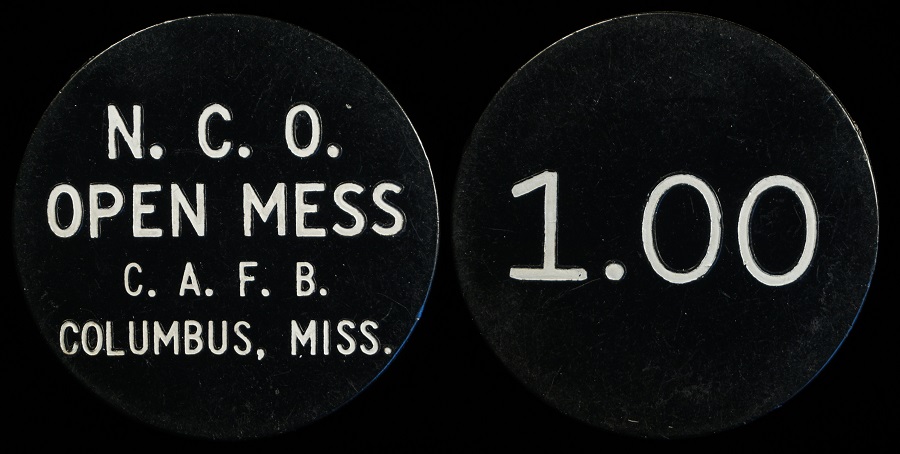 N. C. O.
OPEN MESS
C. A. F. B.
COLUMBUS, MISS.
1.00